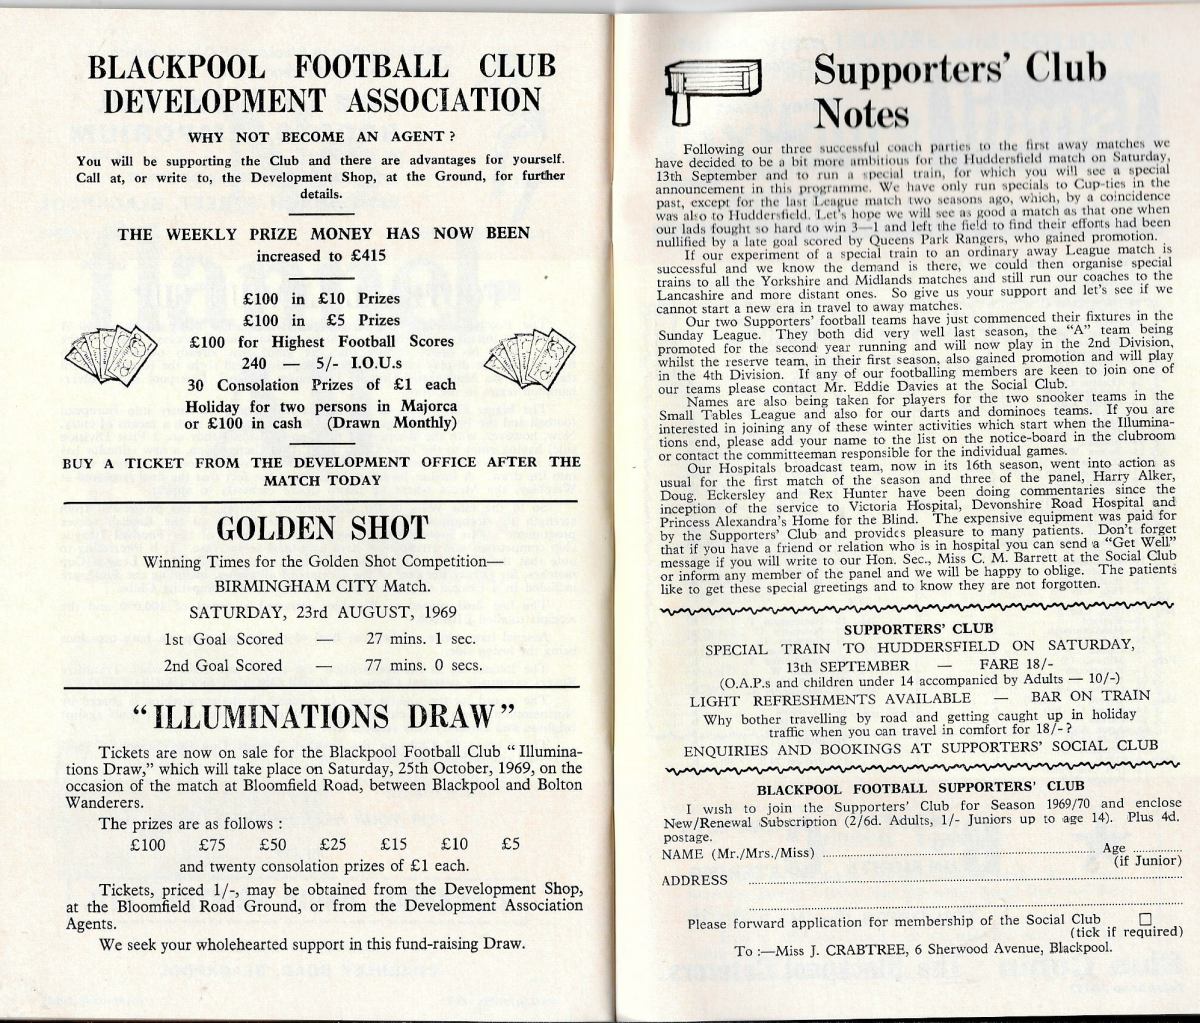 BLACKPOOL FOOTBALL CLUB
DEVELOPMENT ASSOCIATION
WHY NOT BECOME AN AGENT ?
You will be supporting the Club and there are advantages for yourself.
Call at, or write to, the Development Shop, at the Ground, for further
details.
THE WEEKLY PRIZE MONEY HAS NOW BEEN
increased to £415
£100 in £10 Prizes
£100 in £5 Prizes
£100 for Highest Football Scores
240 — 5/- I.O.U.s
30 Consolation Prizes of £1 each
Holiday for two persons in Majorca
or £100 in cash (Drawn Monthly)
BUY A TICKET FROM THE DEVELOPMENT OFFICE AFTER THE
MATCH TODAY
GOLDEN SHOT
Winning Times for the Golden Shot Competition—
BIRMINGHAM CITY Match.
SATURDAY, 23rd AUGUST, 1969
1st Goal Scored — 27 mins. 1 sec.
2nd Goal Scored — 77 mins. 0 secs.
"ILLUMINATIONS DRAW"
Tickets are now on sale for the Blackpool Football Club " Illumina-
tions Draw," which will take place on Saturday, 25th October, 1969, on the
occasion of the match at Bloomfield Road, between Blackpool and Bolton
Wanderers.
The prizes are as follows :
£100 £75 £50 £25 £15 £10 £5
and twenty consolation prizes of £1 each.
Tickets, priced 1/-, may be obtained from the Development Shop,
at the Bloomfield Road Ground, or from the Development Association
Agents.
We seek your wholehearted support in this fund-raising Draw.
Supporters' Club
Notes
Following our three successful coach parties to the first away matches we
have decided to be a bit more ambitious for the Huddersfield match on Saturday,
13th September and to run a special train, for which you will see a special
announcement in this programme. We have only run specials to Cup-ties in the
past, except for the last League match two seasons ago, which, by a coincidence
was also to Huddersfield. Let's hope we will see as good a match as that one when
our lads fought so hard to win 3—1 and left the field to find their efforts had been
nullified by a late goal scored by Queens Park Rangers, who gained promotion.
If our experiment of a special train to an ordinary away League match is
successful and we know the demand is there, we could then organise special
trains to all the Yorkshire and Midlands matches and still run our coaches to the
Lancashire and more distant ones. So give us your support and let's see if we
cannot start a new era in travel to away matches.
Our two Supporters' football teams have just commenced their fixtures in the
Sunday League. They both did very well last season, the "A" team being
promoted for the second year running and will now play in the 2nd Division,
whilst the reserve team, in their first season, also gained promotion and will play
in the 4th Division. If any of our footballing members are keen to join one of
our teams please contact Mr. Eddie Davies at the Social Club.
Names are also being taken for players for the two snooker teams in the
Small Tables League and also for our darts and dominoes teams. If you are
interested in joining any of these winter activities which start when the Illumina-
tions end, please add your name to the list on the notice-board in the clubroom
or contact the committeeman responsible for the individual games.
Our Hospitals broadcast team, now in its 16th season, went into action as
usual for the first match of the season and three of the panel, Harry Alker,
Doug. Eckersley and Rex Hunter have been doing commentaries since the
inception of the service to Victoria Hospital, Devonshire Road Hospital and
Princess Alexandra's Home for the Blind. The expensive equipment was paid for
by the Supporters' Club and provides pleasure to many patients. Don't forget
that if you have a friend or relation who is in hospital you can send a "Get Well"
message if you will write to our Hon. Sec., Miss C. M. Barrett at the Social Club
or inform any member of the panel and we will be happy to oblige. The patients
like to get these special greetings and to know they are not forgotten.
SUPPORTERS' CLUB
SPECIAL TRAIN TO HUDDERSFIELD ON SATURDAY,
13th SEPTEMBER — FARE 18/-
(O.A.P.s and children under 14 accompanied by Adults — 10/-)
LIGHT REFRESHMENTS AVAILABLE — BAR ON TRAIN
Why bother travelling by road and getting caught up in holiday
traffic when you can travel in comfort for 18/- ?
ENQUIRIES AND BOOKINGS AT SUPPORTERS' SOCIAL CLUB
BLACKPOOL FOOTBALL SUPPORTERS' CLUB
I wish to join the Supporters' Club for Season 1969/70 and enclose
New/Renewal Subscription (2/6d. Adults, 1/- Juniors up to age 14). Plus 4d.
postage.
NAME (Mr./Mrs./Miss) Age
(if Junior)
ADDRESS
Please forward application for membership of the Social Club
(tick if required)
To :—Miss J. CRABTREE, 6 Sherwood Avenue, Blackpool.